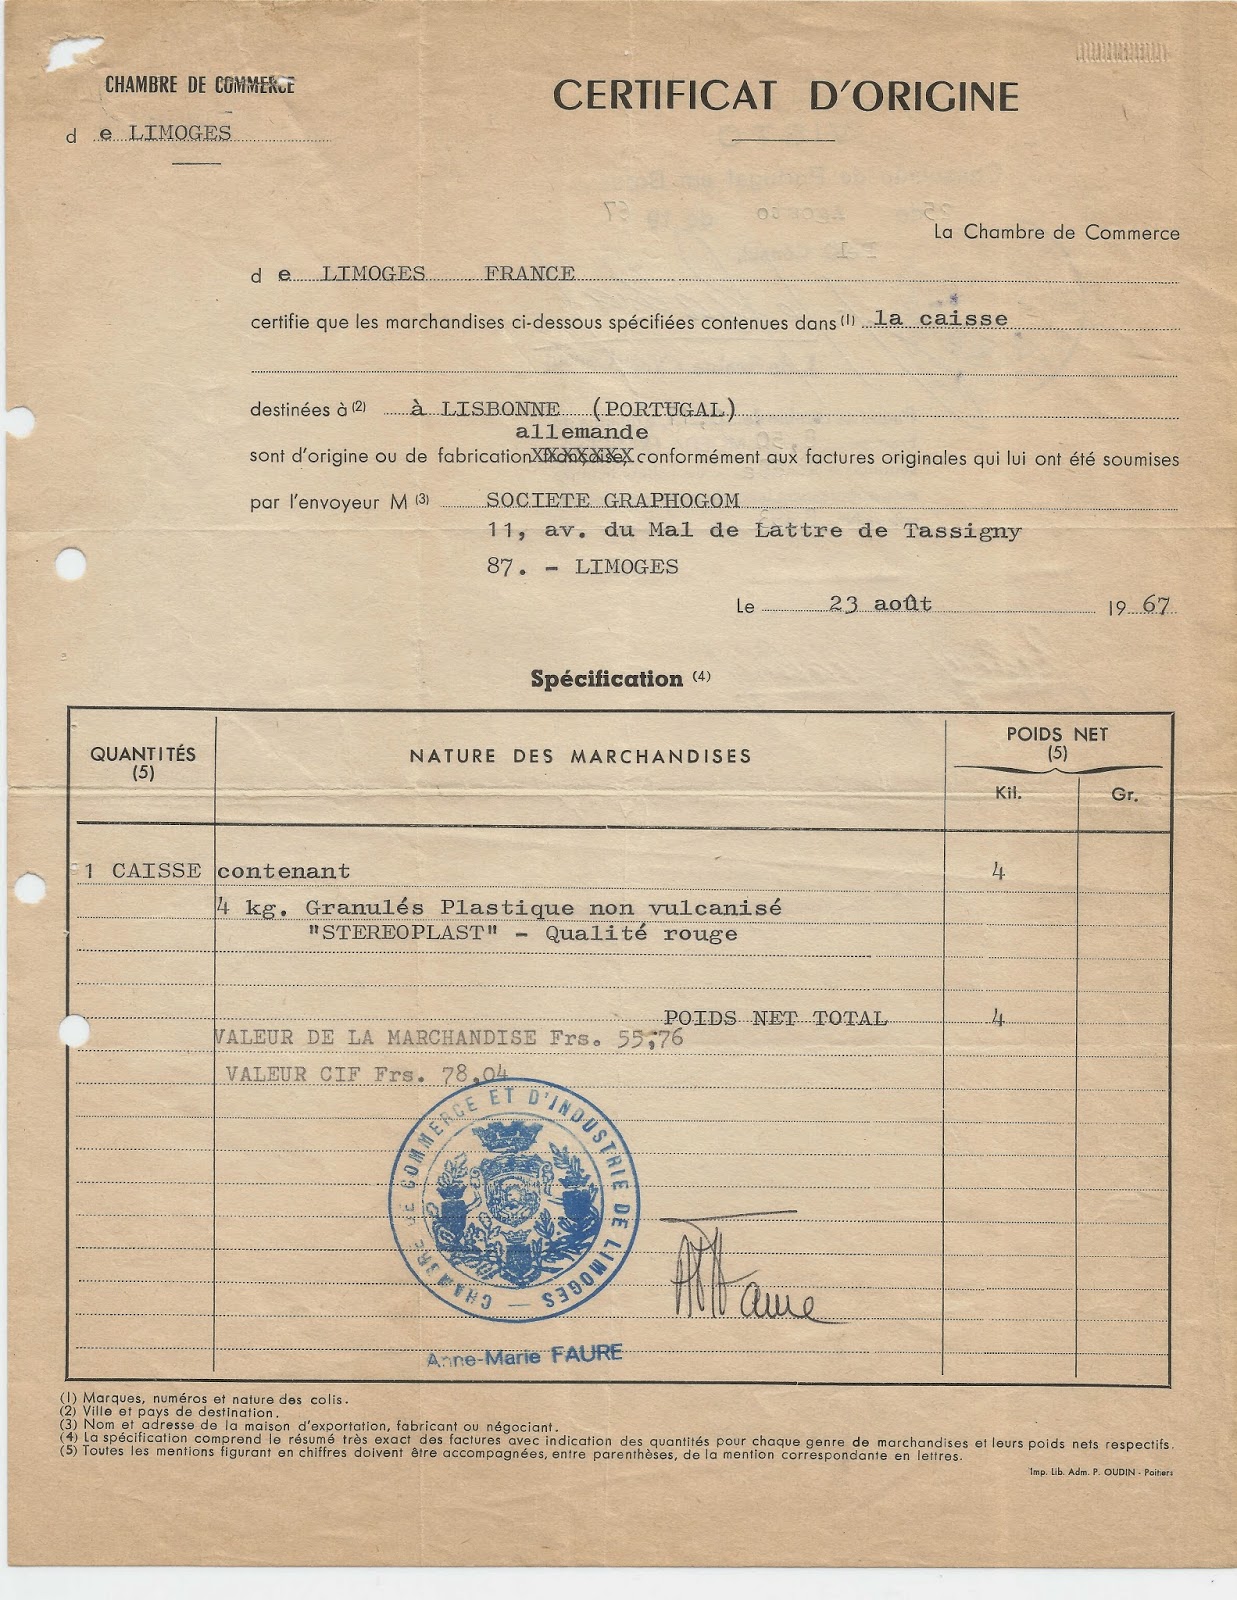 CHAMBRE DE COMMERCE
de LIMOGES
CERTIFICAT D'ORIGINE
La Chambre de Commerce
de LIMOGES FRANCE
certifie que les marchandises ci-dessous spécifiées contenues dans (1) la caisse
destinées à (2) à LISBONNE (PORTUGAL)
allemande
sont d'origine ou de fabrication XXXXXXX conformément aux factures originales qui lui ont été soumises
par l'envoyeur M (3) SOCIETE GRAPHOGOM
11, av. du Mal de Lattre de Tassigny
87. - LIMOGES
Le 23 août 1967
Spécification (4)
QUANTITÉS
(5)
NATURE DES MARCHANDISES
POIDS NET
(5)
Kil. Gr.
1 CAISSE contenant 4
4 kg. Granulés Plastique non vulcanisé
"STEREOPLAST" - Qualité rouge
POIDS NET TOTAL 4
VALEUR DE LA MARCHANDISE Frs. 55,76
VALEUR CIF Frs. 78,04
CHAMBRE DE COMMERCE ET D'INDUSTRIE DE LIMOGES —
Anne-Marie FAURE
(1) Marques, numéros et nature des colis.
(2) Ville et pays de destination.
(3) Nom et adresse de la maison d'exportation, fabricant ou négociant.
(4) La spécification comprend le résumé très exact des factures avec indication des quantités pour chaque genre de marchandises et leurs poids nets respectifs.
(5) Toutes les mentions figurant en chiffres doivent être accompagnées, entre parenthèses, de la mention correspondante en lettres.
Imp. Lib. Adm. P. OUDIN - Poitiers